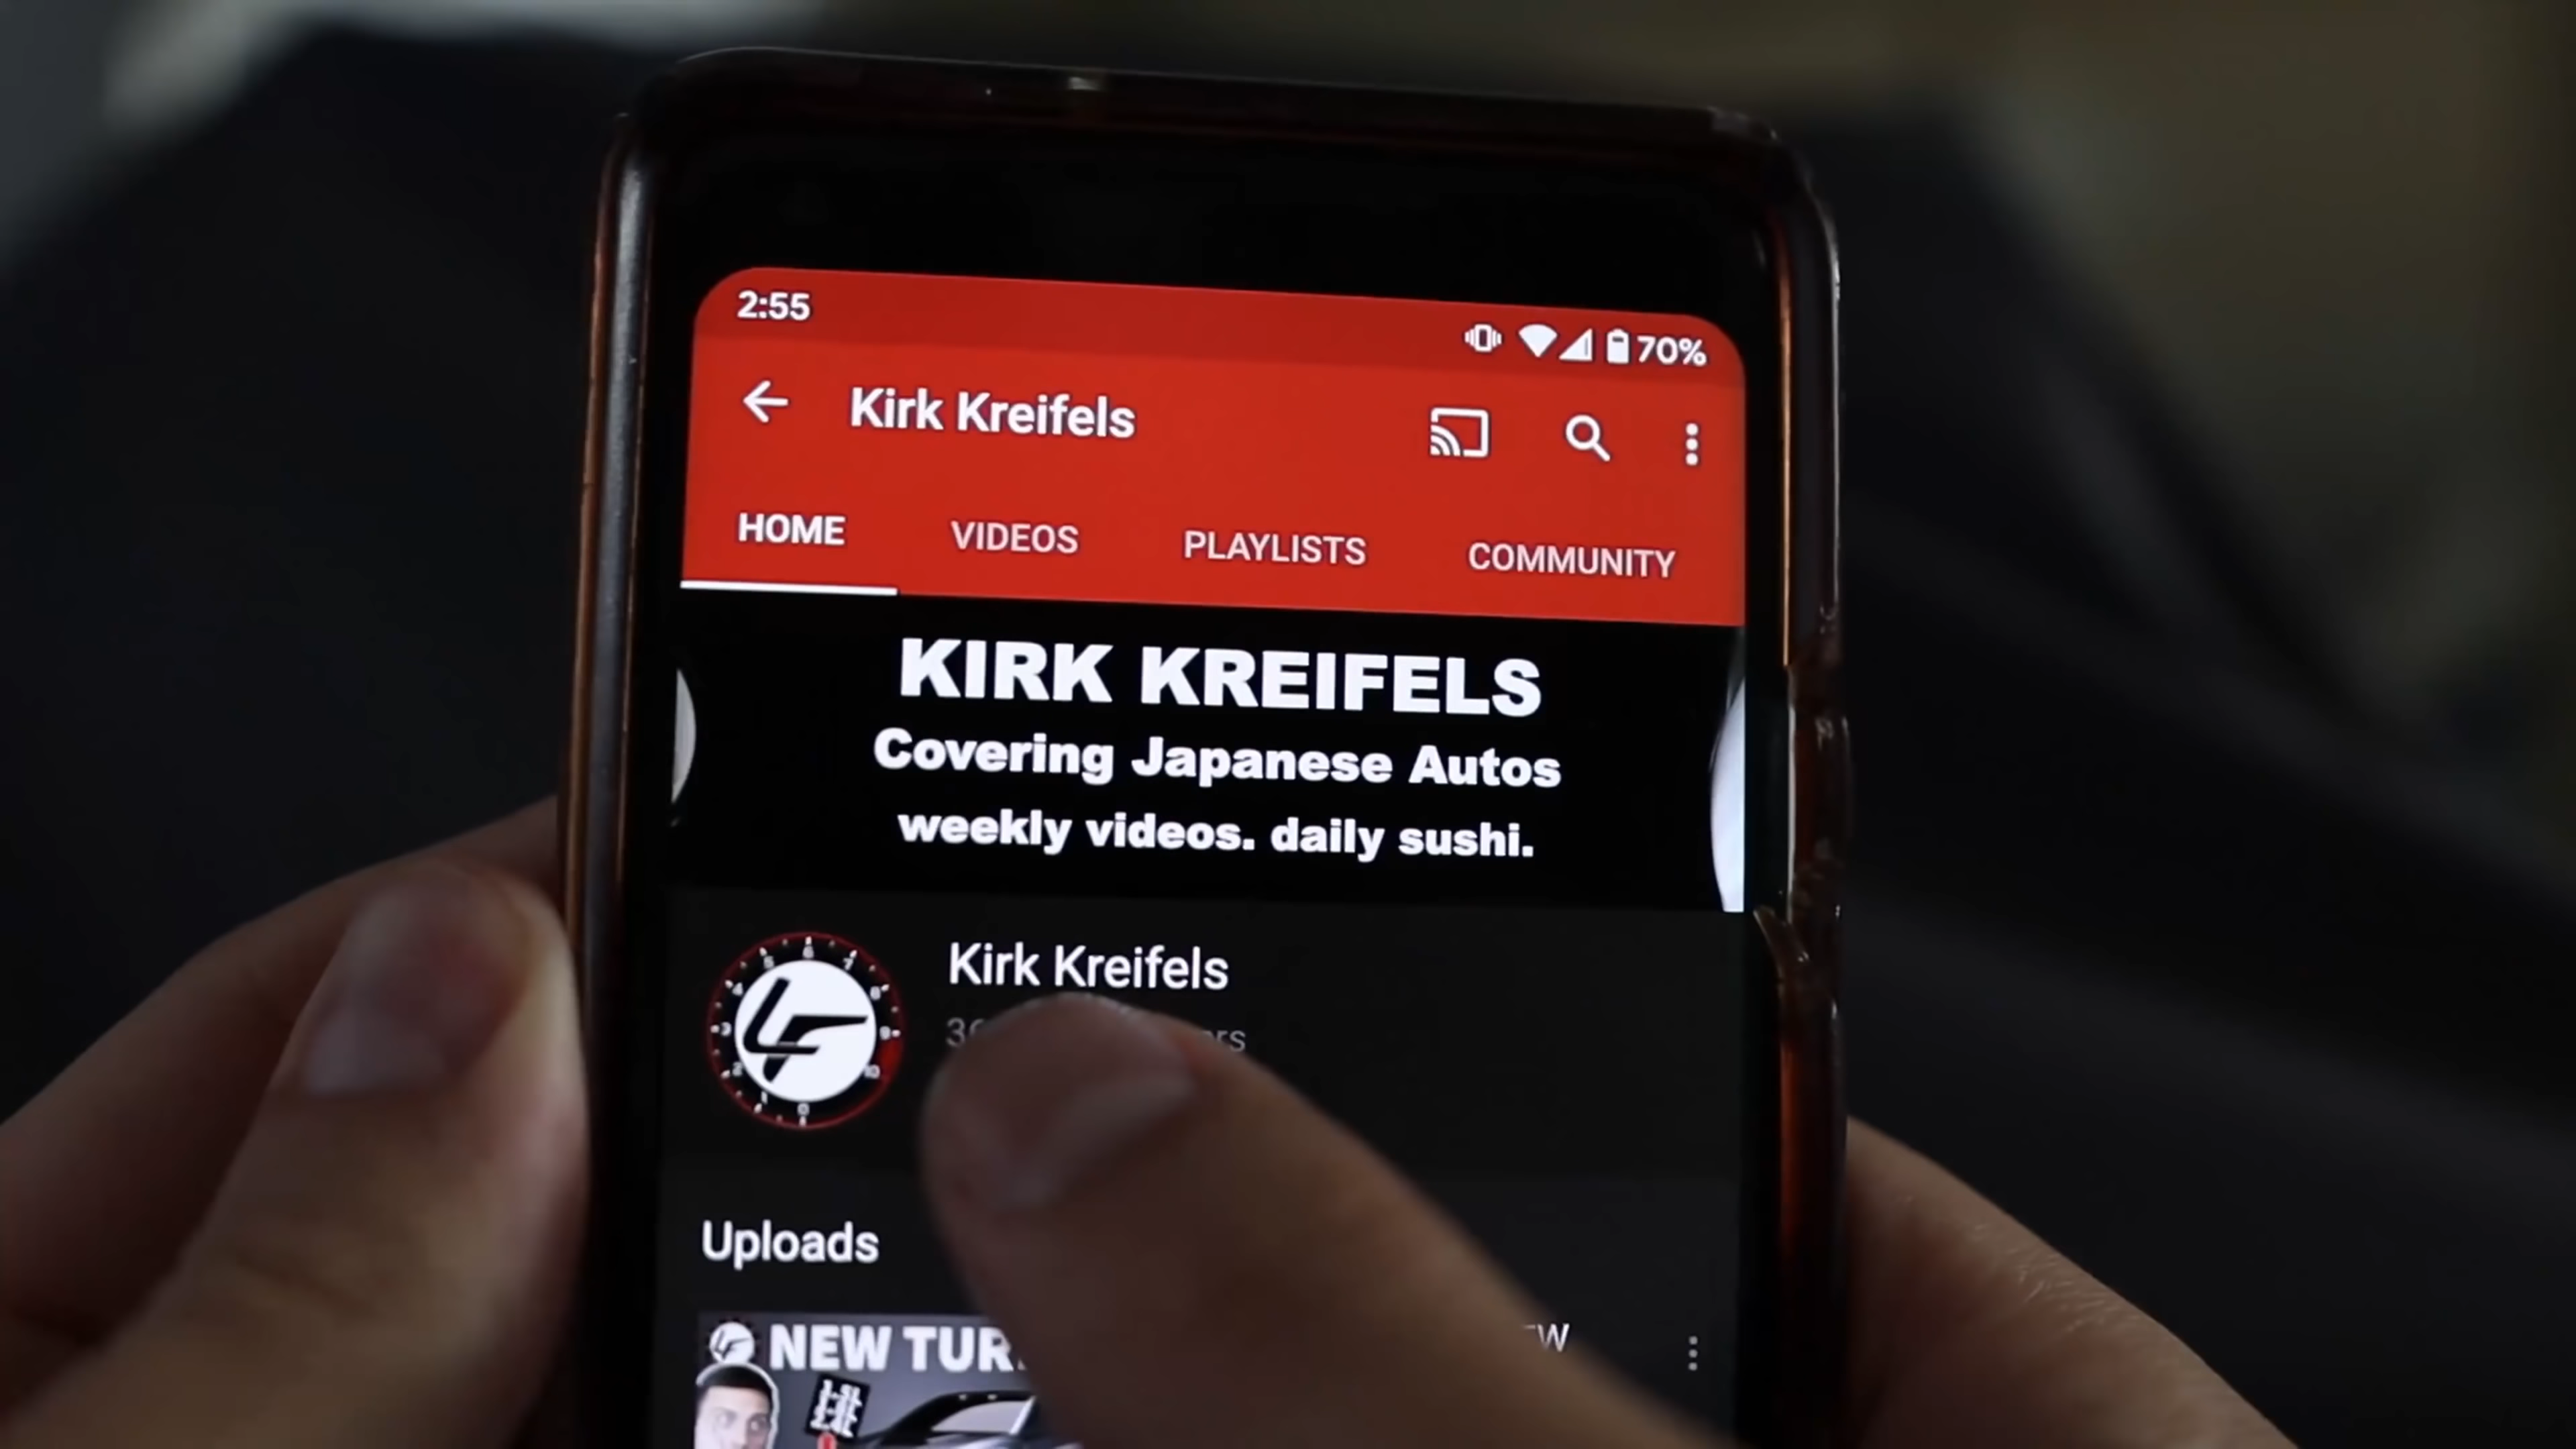 2:55
70%
Kirk Kreifels
HOME VIDEOS PLAYLISTS COMMUNITY
KIRK KREIFELS
Covering Japanese Autos
weekly videos. daily sushi.
Kirk Kreifels
Uploads
NEW